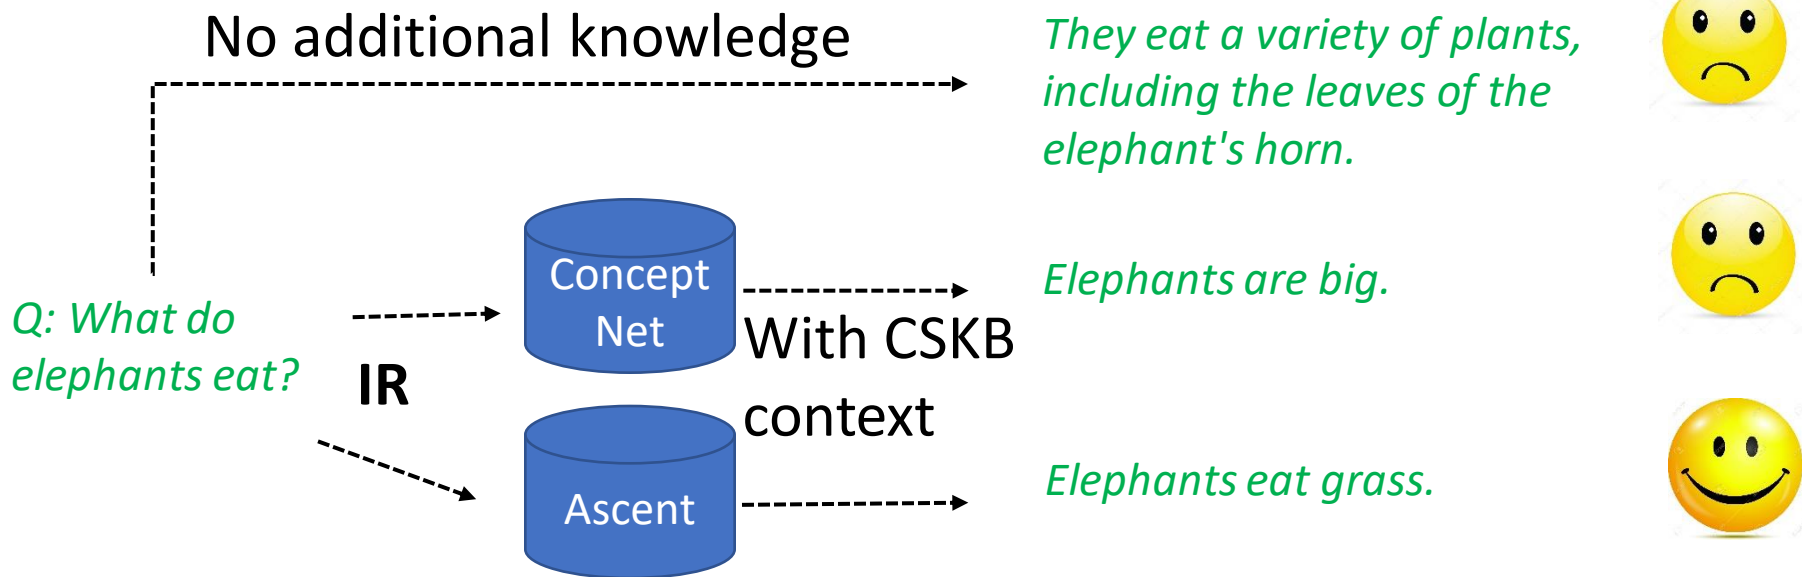 No additional knowledge
They eat a variety of plants,
including the leaves of the
elephant's horn.
Q: What do
elephants eat?
IR
Concept
Net
With CSKB
context
Elephants are big.
Ascent
Elephants eat grass.